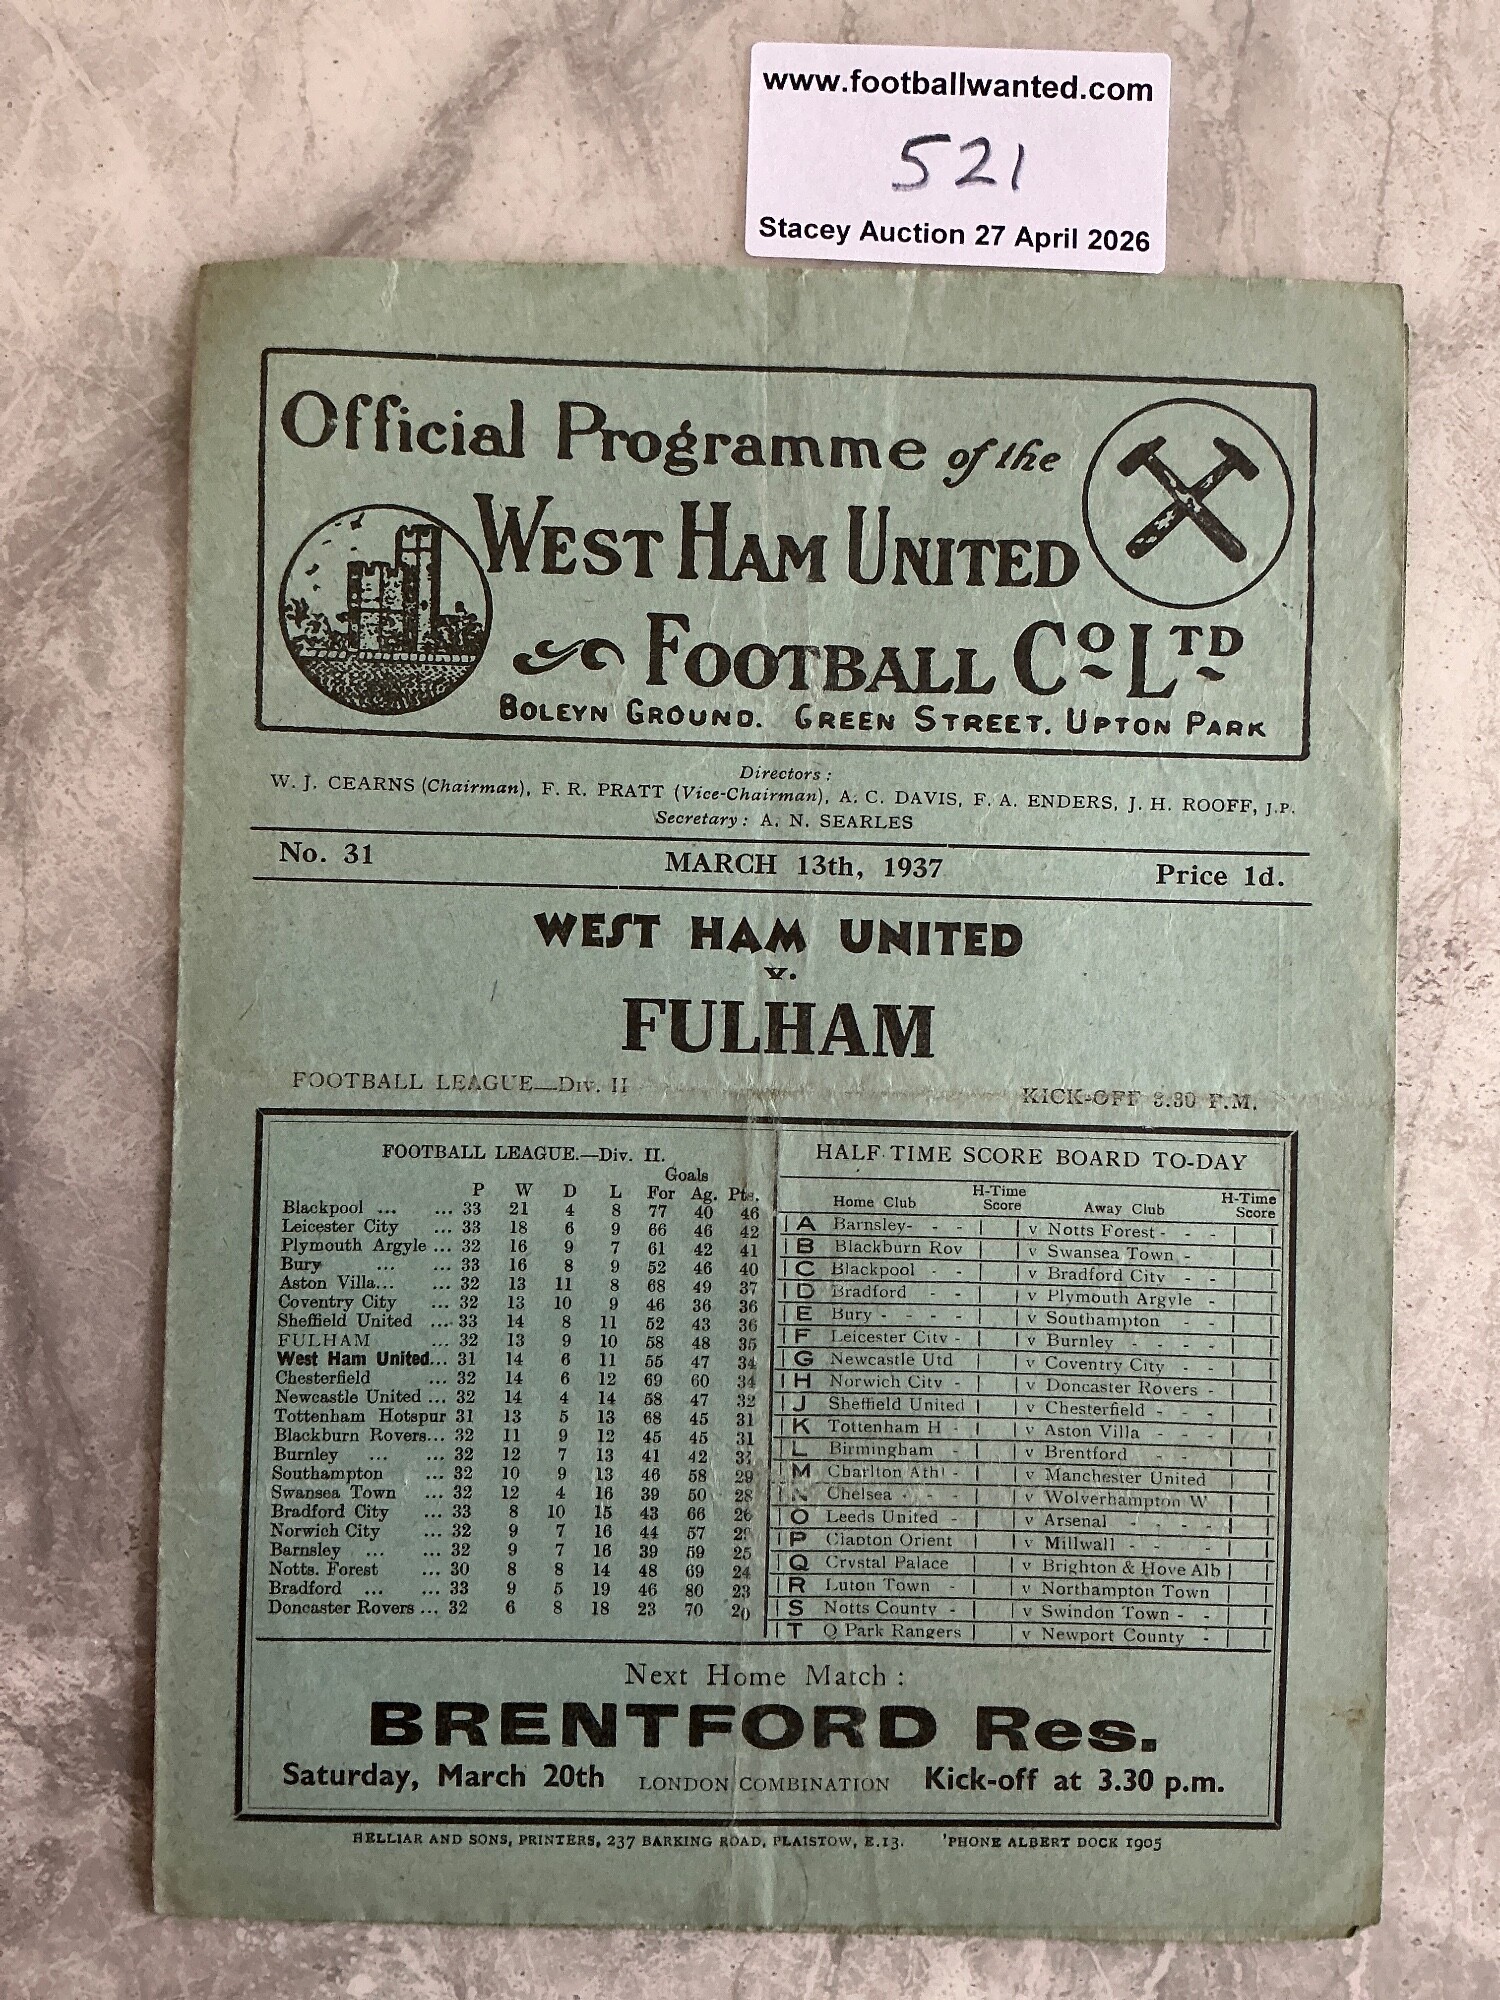 www.footballwanted.com
521
Stacey Auction 27 April 2026
Official Programme of the
WEST HAM UNITED
FOOTBALL CO LTD
BOLEYN GROUND. GREEN STREET. UPTON PARK
Directors:
W. J. CEARNS (Chairman), F. R. PRATT (Vice-Chairman), A. C. DAVIS, F. A. ENDERS, J. H. ROOFF, J.P.
Secretary: A. N. SEARLES
No. 31 MARCH 13th, 1937 Price 1d.
WEST HAM UNITED
v.
FULHAM
FOOTBALL LEAGUE—Div. II KICK-OFF 3.30 P.M.
FOOTBALL LEAGUE.—Div. II.
Goals
P W D L For Ag. Pts.
Blackpool ... ... 33 21 4 8 77 40 46
Leicester City ... 33 18 6 9 66 46 42
Plymouth Argyle ... 32 16 9 7 61 42 41
Bury ... ... 33 16 8 9 52 46 40
Aston Villa... ... 32 13 11 8 68 49 37
Coventry City ... 32 13 10 9 46 36 36
Sheffield United ... 33 14 8 11 52 43 36
FULHAM ... 32 13 9 10 58 48 35
West Ham United... 31 14 6 11 55 47 34
Chesterfield ... 32 14 6 12 69 60 34
Newcastle United ... 32 14 4 14 58 47 32
Tottenham Hotspur 31 13 5 13 68 45 31
Blackburn Rovers... 32 11 9 12 45 45 31
Burnley ... ... 32 12 7 13 41 42 31
Southampton ... 32 10 9 13 46 58 29
Swansea Town ... 32 12 4 16 39 50 28
Bradford City ... 33 8 10 15 43 66 26
Norwich City ... 32 9 7 16 44 57
Barnsley ... ... 32 9 7 16 39 59 25
Notts. Forest ... 30 8 8 14 48 69 24
Bradford ... ... 33 9 5 19 46 80 23
Doncaster Rovers ... 32 6 8 18 23 70 20
HALF-TIME SCORE BOARD TO-DAY
Home Club H-Time Score Away Club H-Time Score
A Barnsley- - - v Notts Forest - - -
B Blackburn Rov v Swansea Town -
C Blackpool - - v Bradford City - -
D Bradford - - v Plymouth Argyle -
E Bury - - - - v Southampton - -
F Leicester City - v Burnley - - - -
G Newcastle Utd v Coventry City - -
H Norwich City - v Doncaster Rovers -
J Sheffield United v Chesterfield - - -
K Tottenham H - v Aston Villa - - -
L Birmingham - v Brentford - - -
M Charlton Athl - v Manchester United
N Chelsea - - - v Wolverhampton W
O Leeds United - v Arsenal - - - -
P Clapton Orient v Millwall - - -
Q Crystal Palace v Brighton & Hove Alb
R Luton Town - v Northampton Town
S Notts County - v Swindon Town - -
T Q Park Rangers v Newport County -
Next Home Match:
BRENTFORD Res.
Saturday, March 20th LONDON COMBINATION Kick-off at 3.30 p.m.
HELLIAR AND SONS, PRINTERS, 237 BARKING ROAD, PLAISTOW, E.13. 'PHONE ALBERT DOCK 1905